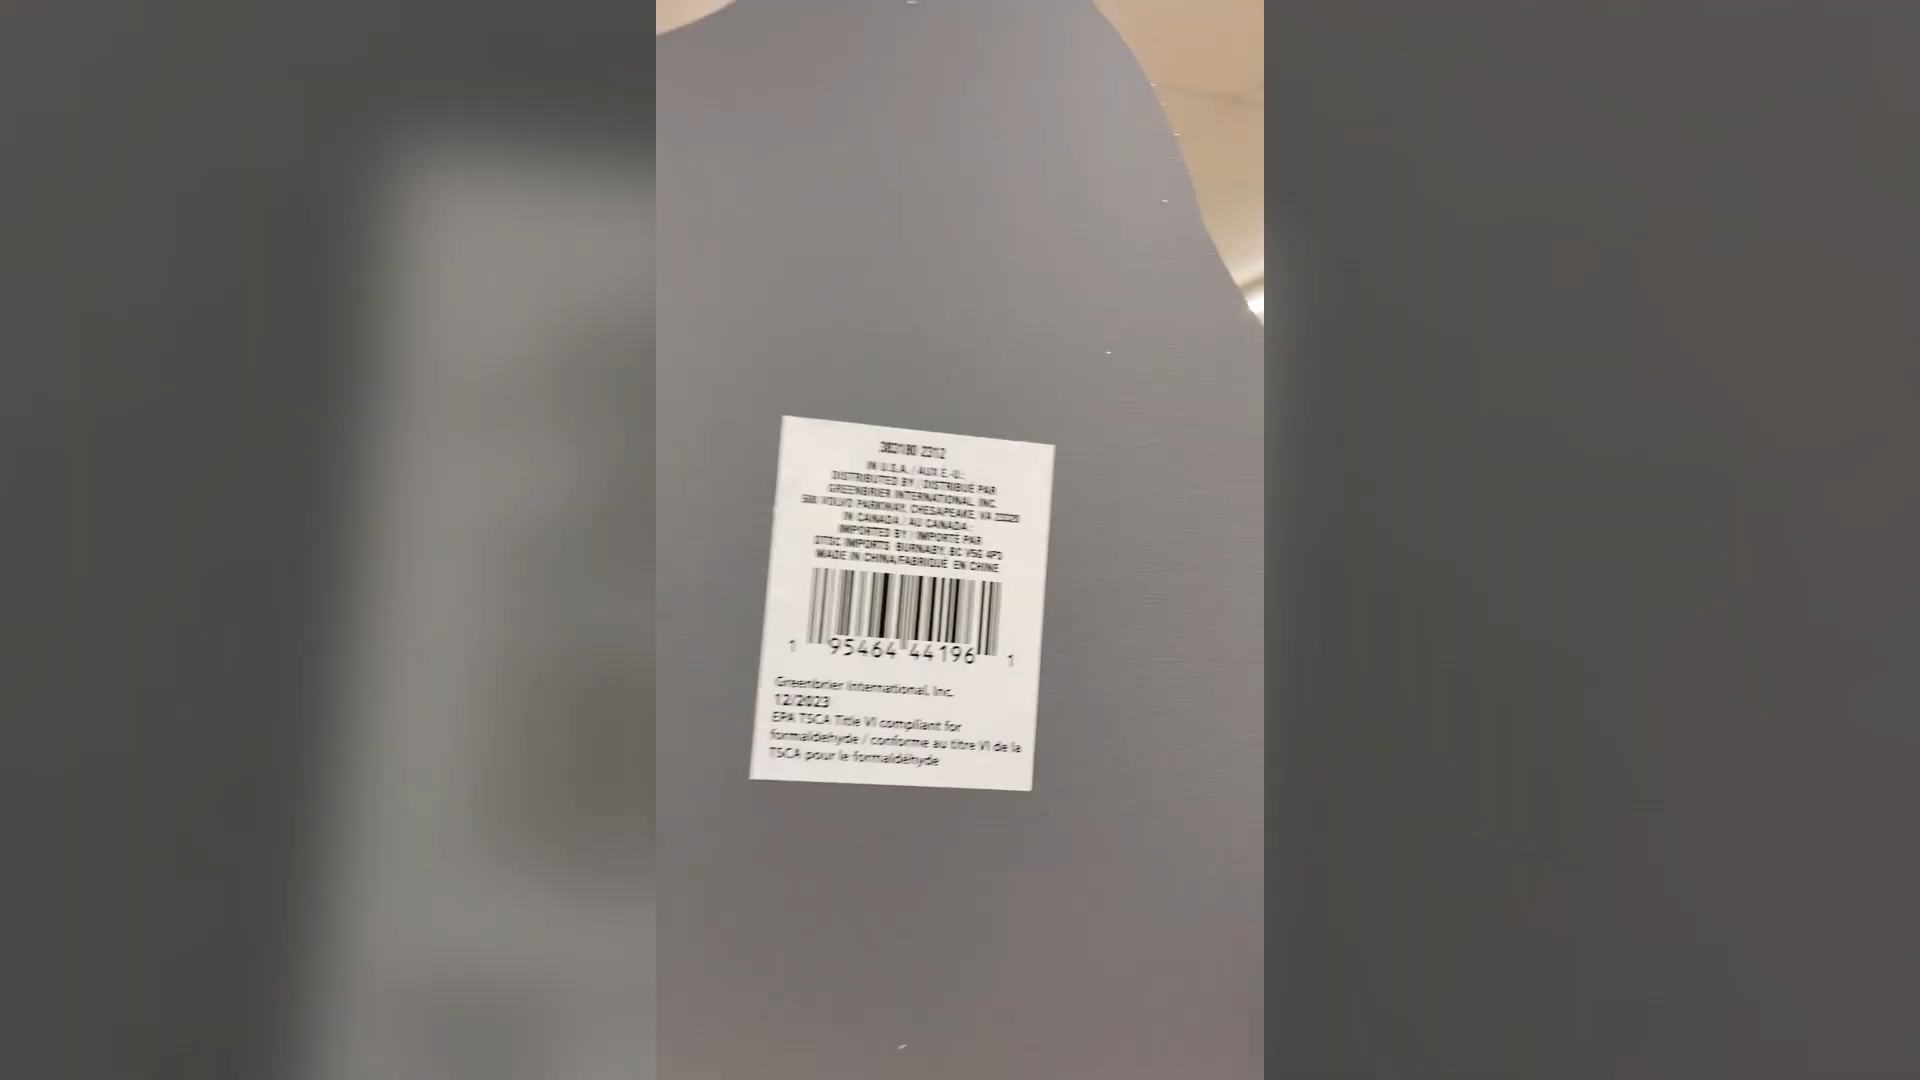 IN U.S.A. / AUX É.-U.:
DISTRIBUTED BY / DISTRIBUÉ PAR
GREENBRIER INTERNATIONAL, INC.
VOLVO PARKWAY, CHESAPEAKE, VA
IN CANADA / AU CANADA:
IMPORTED BY / IMPORTÉ PAR
DTSC IMPORTS BURNABY, BC V5G
MADE IN CHINA/FABRIQUÉ EN CHINE
1 95464 44196 1
Greenbrier International, Inc.
12/2023
EPA TSCA Title VI compliant for
formaldehyde / conforme au titre VI de la
TSCA pour le formaldéhyde